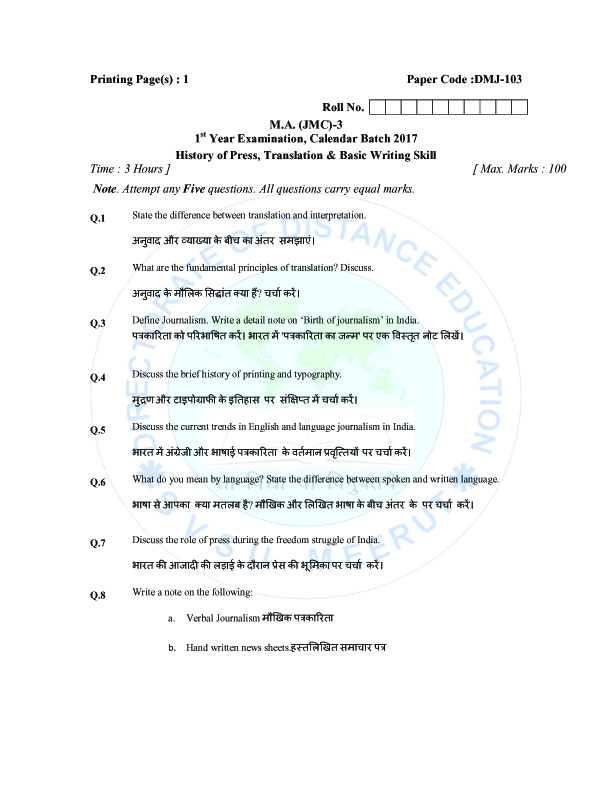 Printing Page(s) : 1 Paper Code :DMJ-103
Roll No.
M.A. (JMC)-3
1st Year Examination, Calendar Batch 2017
History of Press, Translation & Basic Writing Skill
Time : 3 Hours ] [ Max. Marks : 100
Note. Attempt any Five questions. All questions carry equal marks.
Q.1 State the difference between translation and interpretation.
अनुवाद और व्याख्या के बीच का अंतर समझाएं।
Q.2 What are the fundamental principles of translation? Discuss.
अनुवाद के मौलिक सिद्धांत क्या हैं? चर्चा करें।
Q.3 Define Journalism. Write a detail note on ‘Birth of journalism’ in India.
पत्रकारिता को परिभाषित करें। भारत में 'पत्रकारिता का जन्म' पर एक विस्तृत नोट लिखें।
Q.4 Discuss the brief history of printing and typography.
मुद्रण और टाइपोग्राफी के इतिहास पर संक्षिप्त में चर्चा करें।
Q.5 Discuss the current trends in English and language journalism in India.
भारत में अंग्रेजी और भाषाई पत्रकारिता के वर्तमान प्रवृत्तियों पर चर्चा करें।
Q.6 What do you mean by language? State the difference between spoken and written language.
भाषा से आपका क्या मतलब है? मौखिक और लिखित भाषा के बीच अंतर के पर चर्चा करें।
Q.7 Discuss the role of press during the freedom struggle of India.
भारत की आजादी की लड़ाई के दौरान प्रेस की भूमिका पर चर्चा करें।
Q.8 Write a note on the following:
a. Verbal Journalism मौखिक पत्रकारिता
b. Hand written news sheets.हस्तलिखित समाचार पत्र
DIRECTORATE OF DISTANCE EDUCATION
सा विद्या या विमुक्तये
S.V.S.U. MEERUT